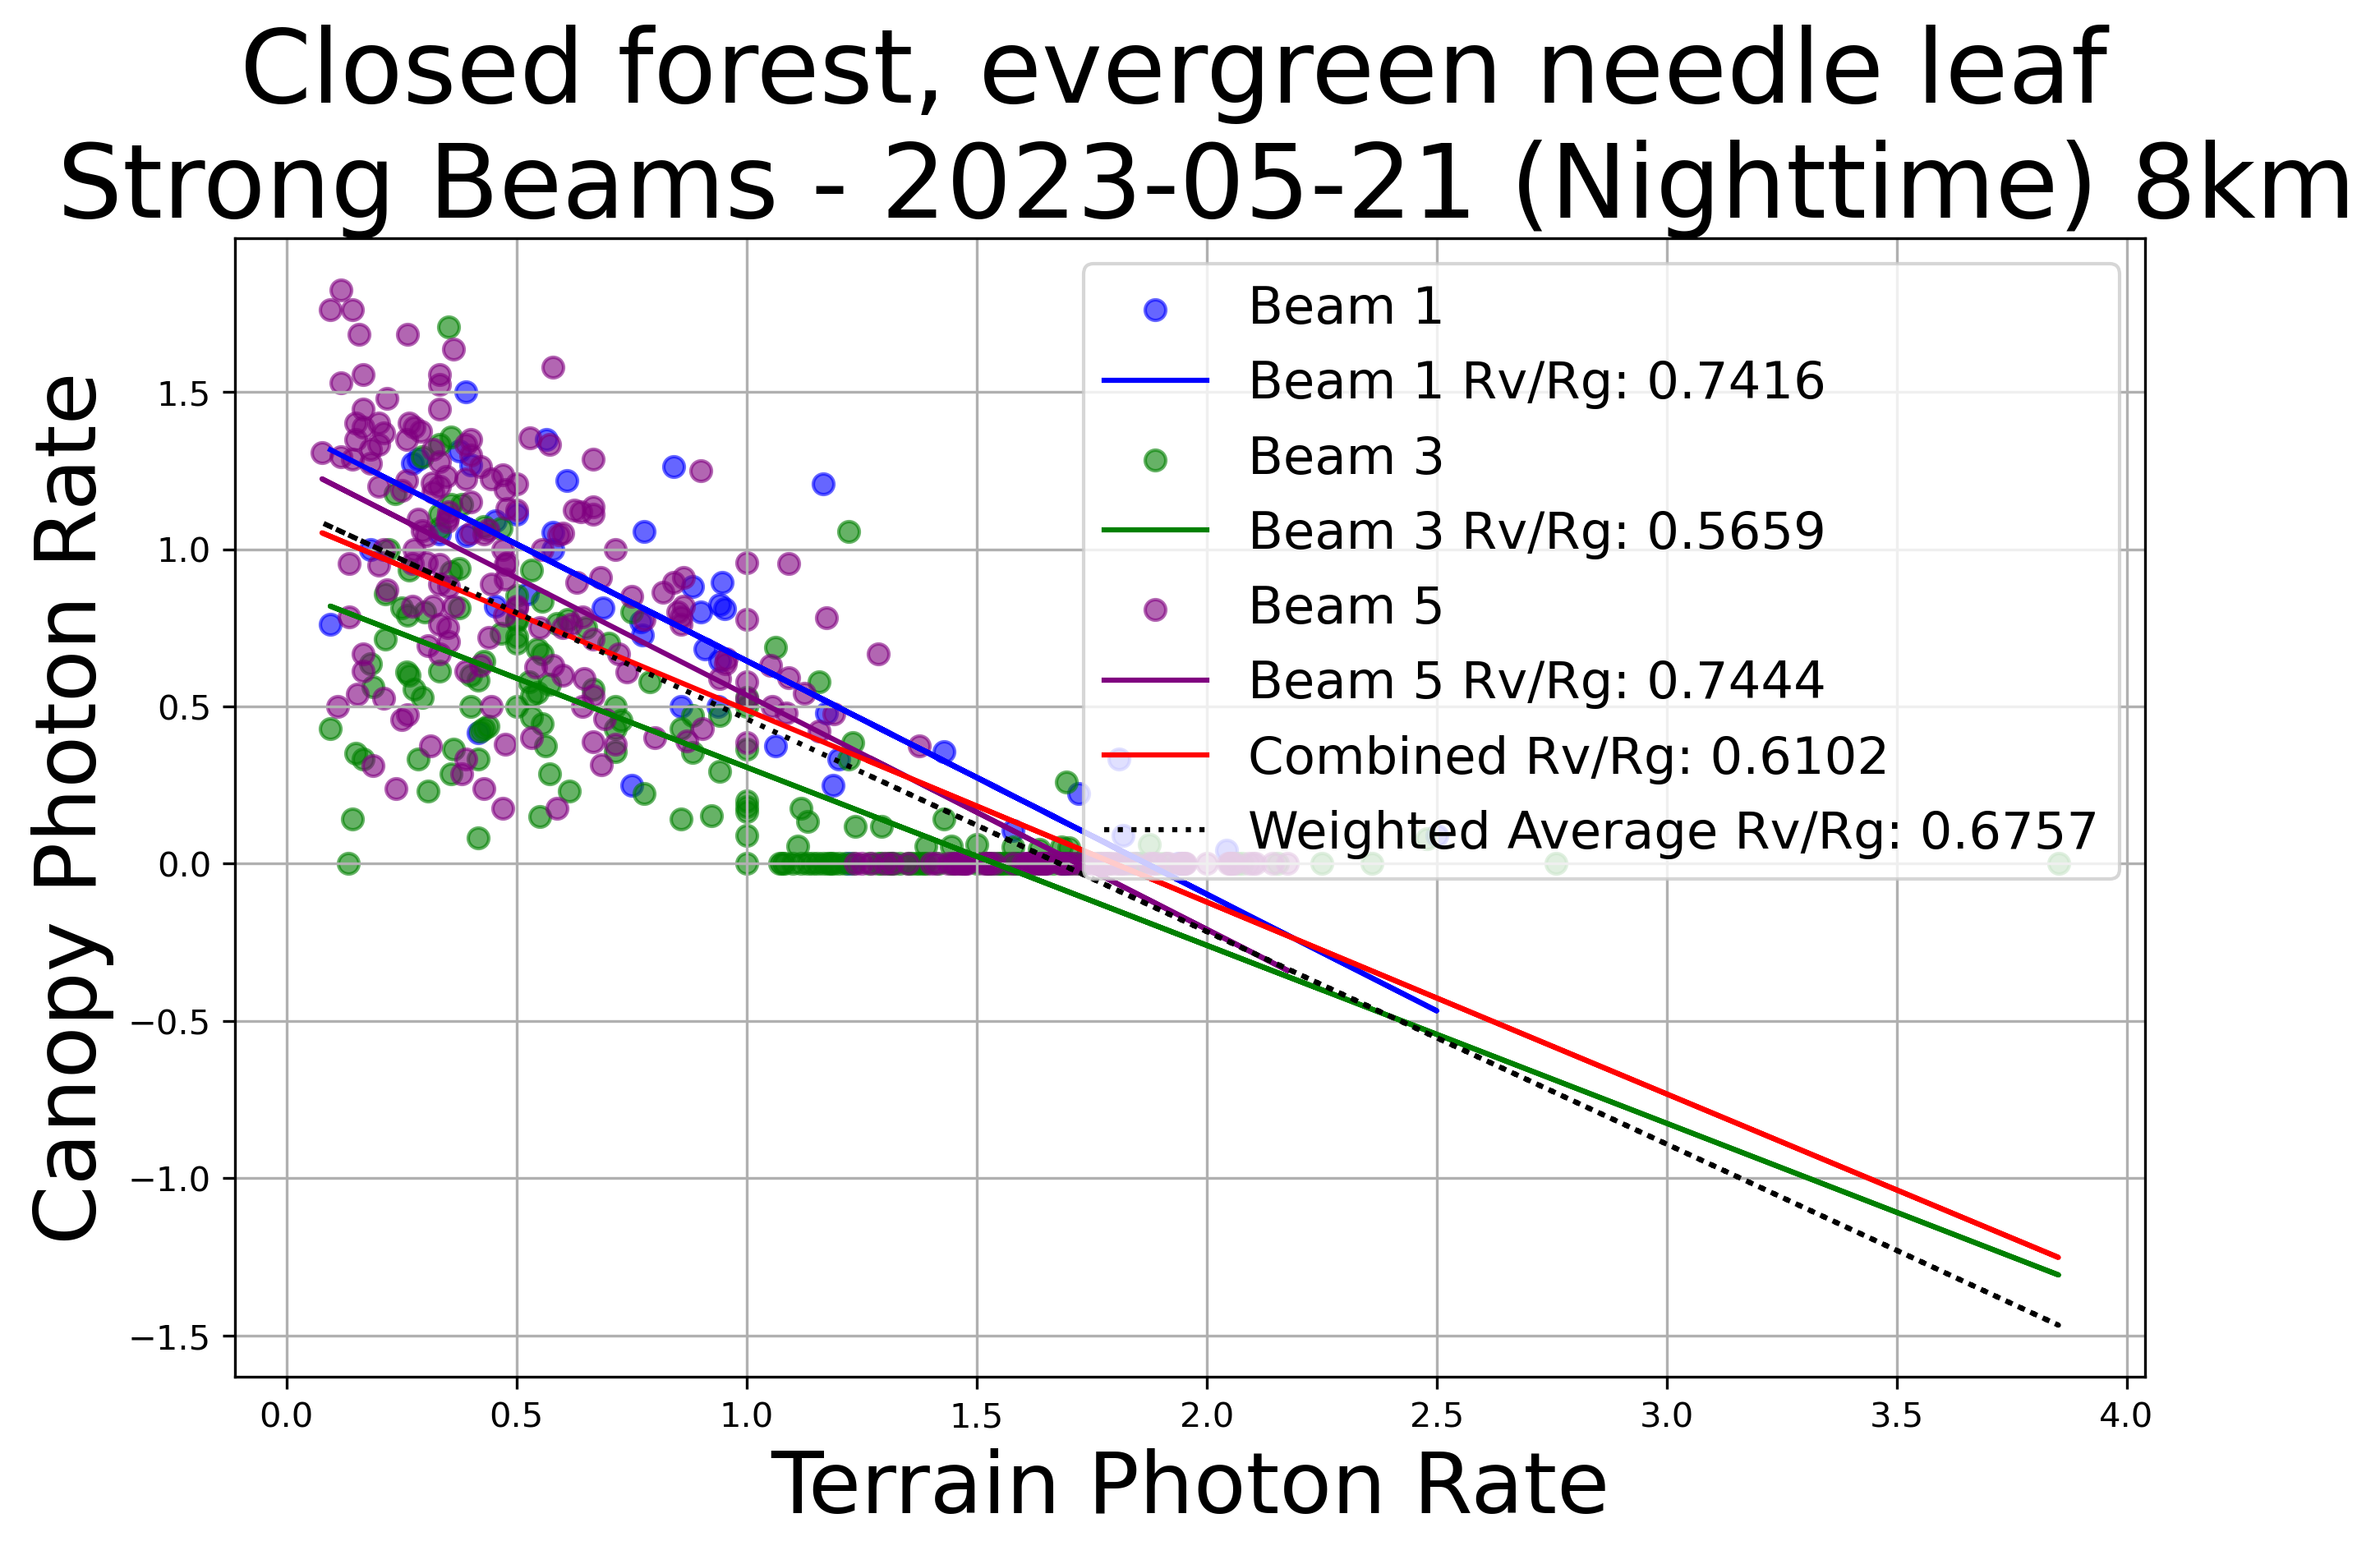 Closed forest, evergreen needle leaf
Strong Beams - 2023-05-21 (Nighttime) 8km
Canopy Photon Rate
1.5
1.0
0.5
0.0
−0.5
−1.0
−1.5
Beam 1
Beam 1 Rv/Rg: 0.7416
Beam 3
Beam 3 Rv/Rg: 0.5659
Beam 5
Beam 5 Rv/Rg: 0.7444
Combined Rv/Rg: 0.6102
Weighted Average Rv/Rg: 0.6757
0.0 0.5 1.0 1.5 2.0 2.5 3.0 3.5 4.0
Terrain Photon Rate